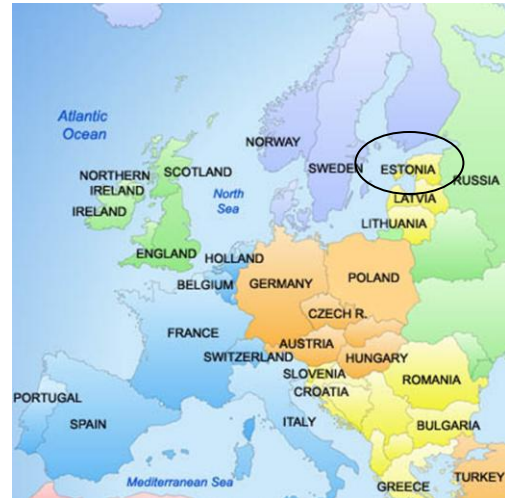 Atlantic
Ocean
NORWAY
SWEDEN
ESTONIA
RUSSIA
NORTHERN
IRELAND
SCOTLAND
North
Sea
LATVIA
IRELAND
LITHUANIA
ENGLAND
HOLLAND
BELGIUM
GERMANY
POLAND
CZECH R.
FRANCE
AUSTRIA
SWITZERLAND
HUNGARY
SLOVENIA
ROMANIA
CROATIA
PORTUGAL
SPAIN
ITALY
BULGARIA
Mediterranean Sea
GREECE
TURKEY